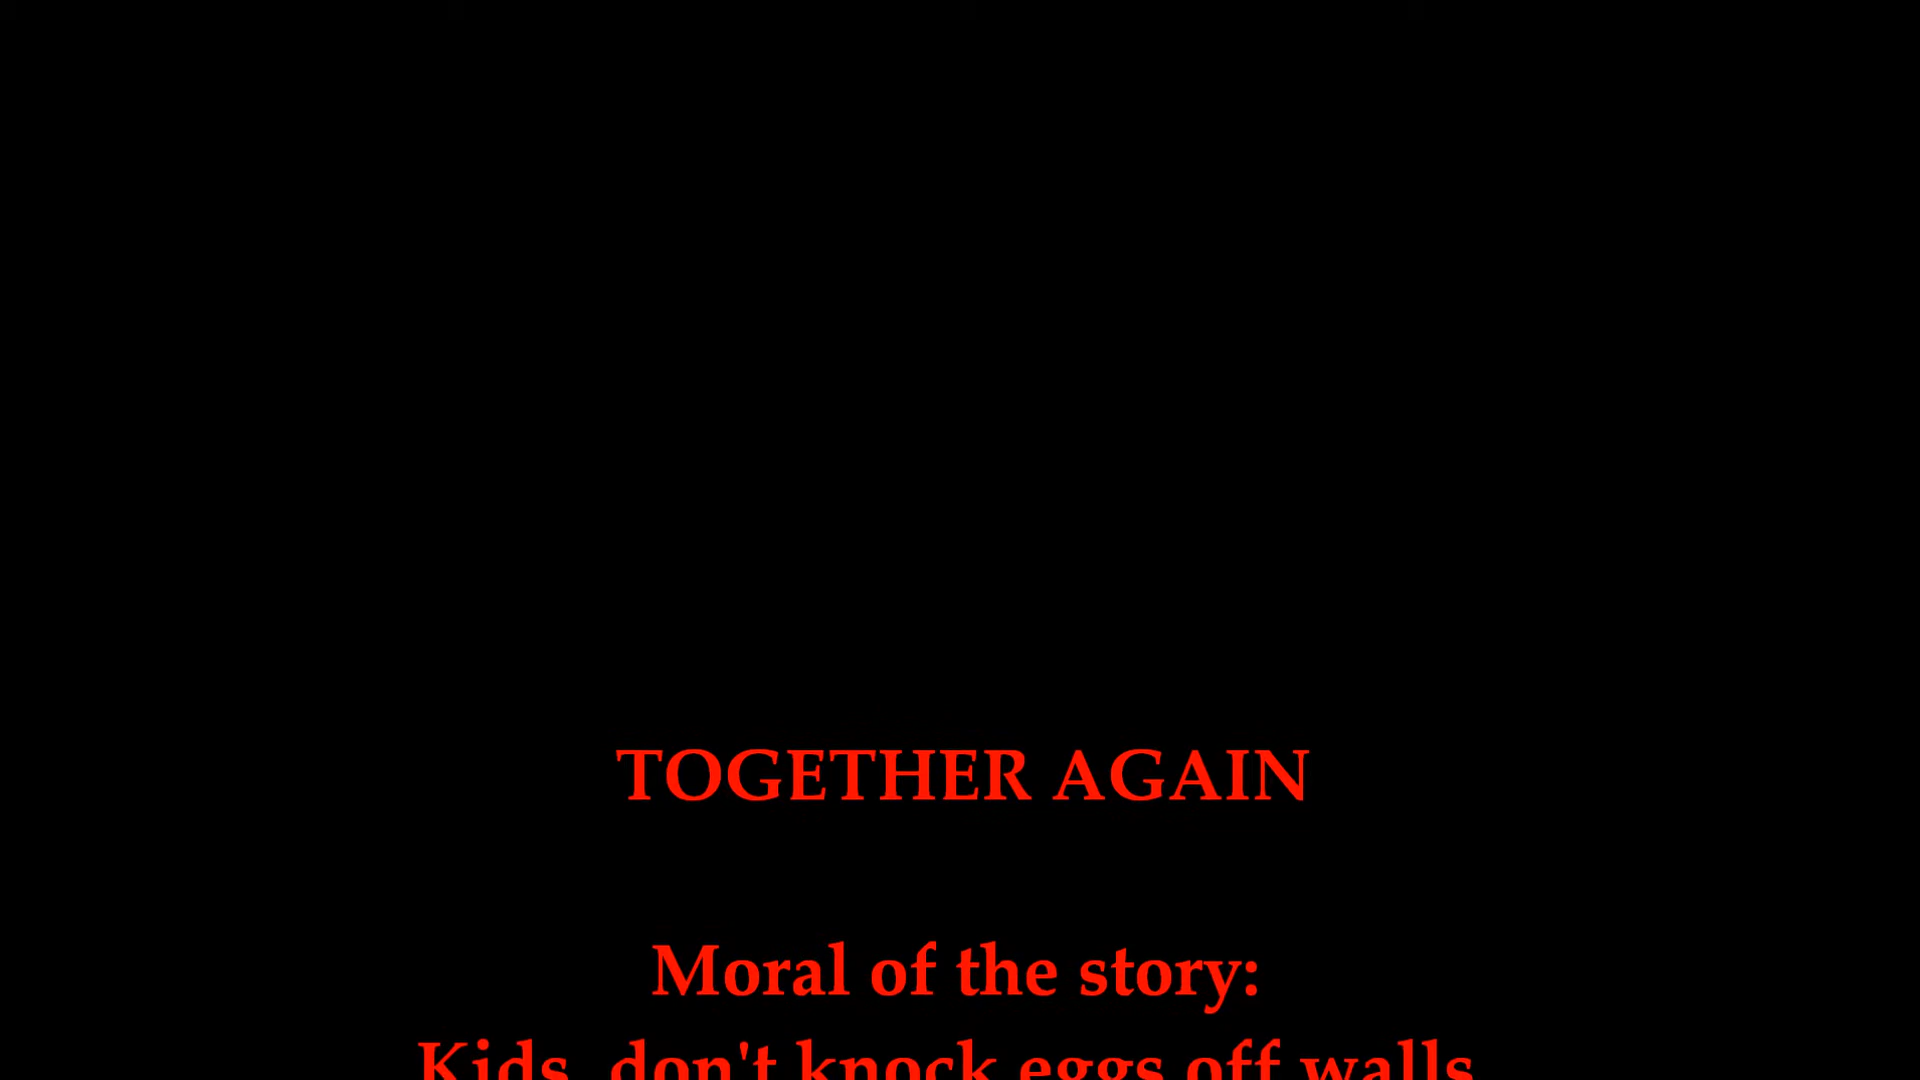 TOGETHER AGAIN
Moral of the story:
Kids, don't knock eggs off walls